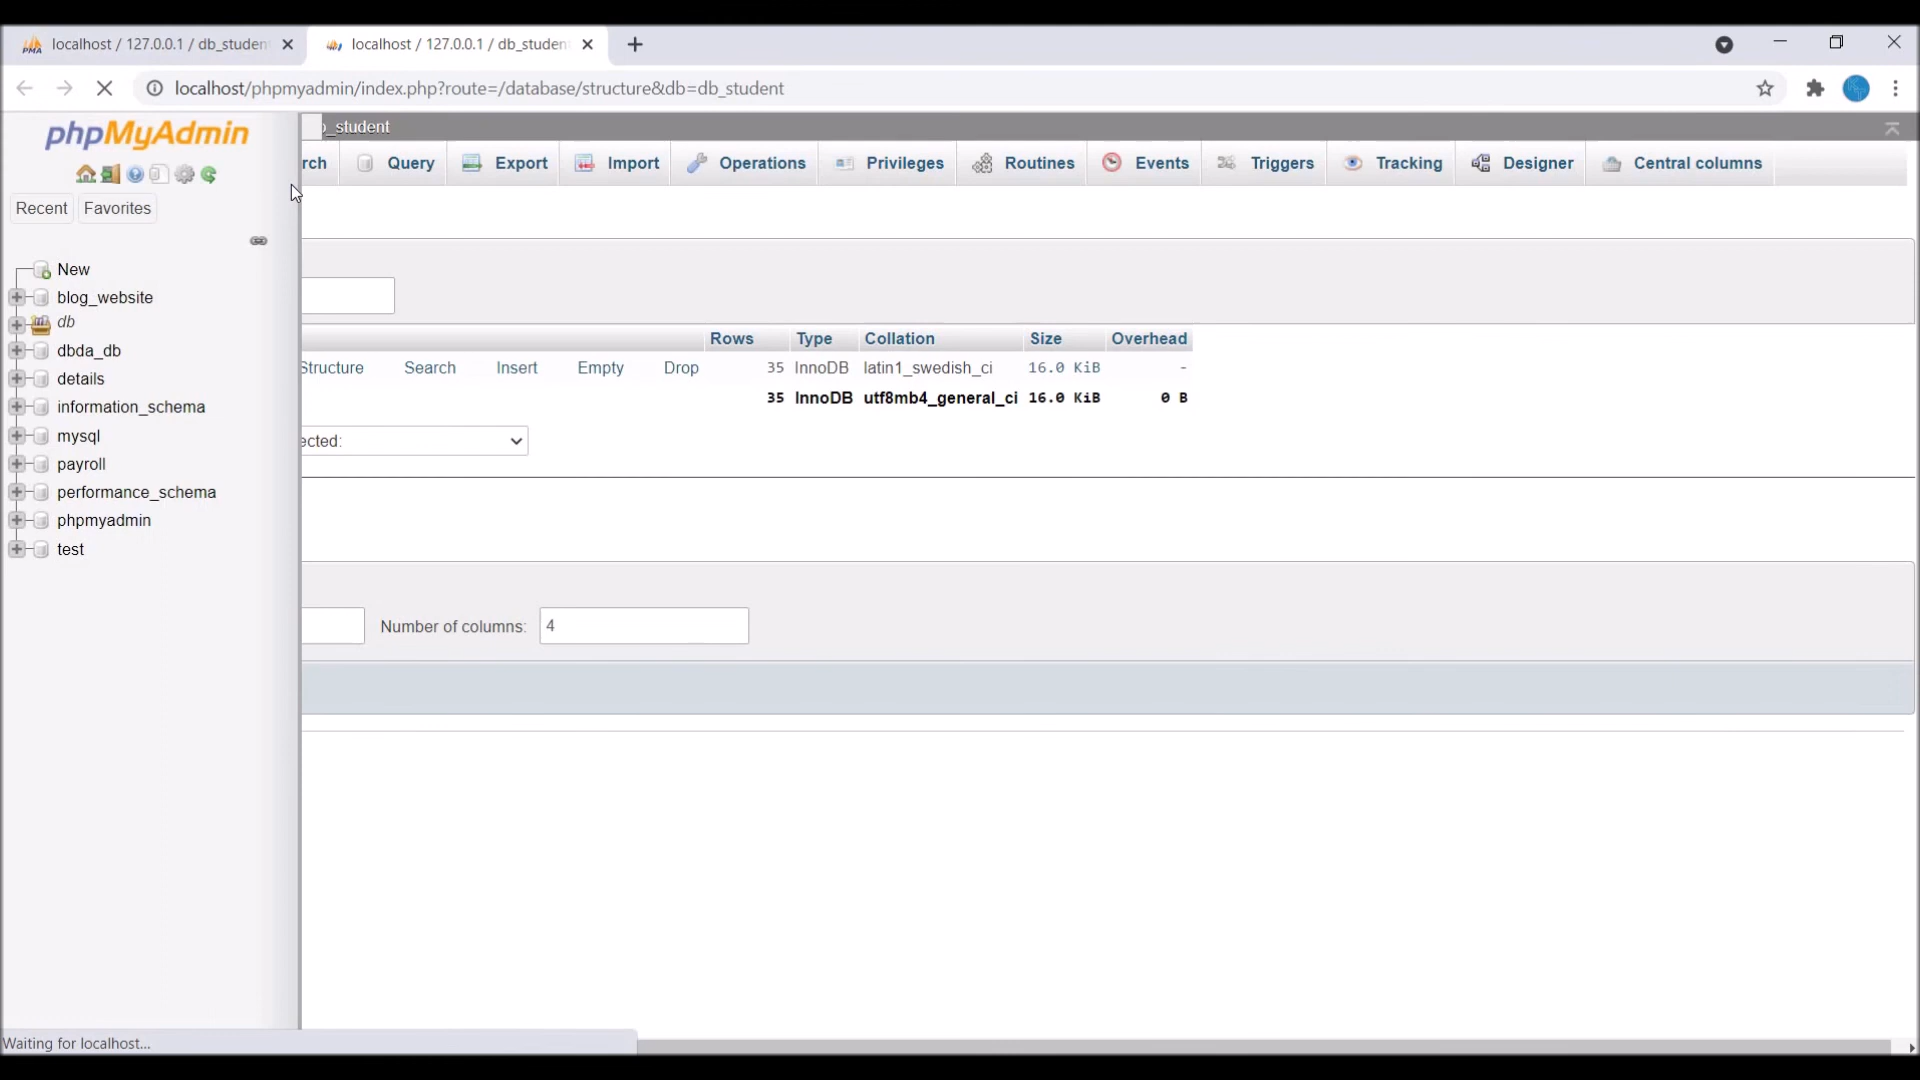 localhost / 127.0.0.1 / db_studen
localhost / 127.0.0.1 / db_studen
localhost/phpmyadmin/index.php?route=/database/structure&db=db_student
phpMyAdmin
Recent Favorites
New
blog_website
db
dbda_db
details
information_schema
mysql
payroll
performance_schema
phpmyadmin
test
b_student
rch Query Export Import Operations Privileges Routines Events Triggers Tracking Designer Central columns
Rows Type Collation Size Overhead
Structure Search Insert Empty Drop 35 InnoDB latin1_swedish_ci 16.0 KiB -
35 InnoDB utf8mb4_general_ci 16.0 KiB 0 B
ected:
Number of columns: 4
Waiting for localhost...